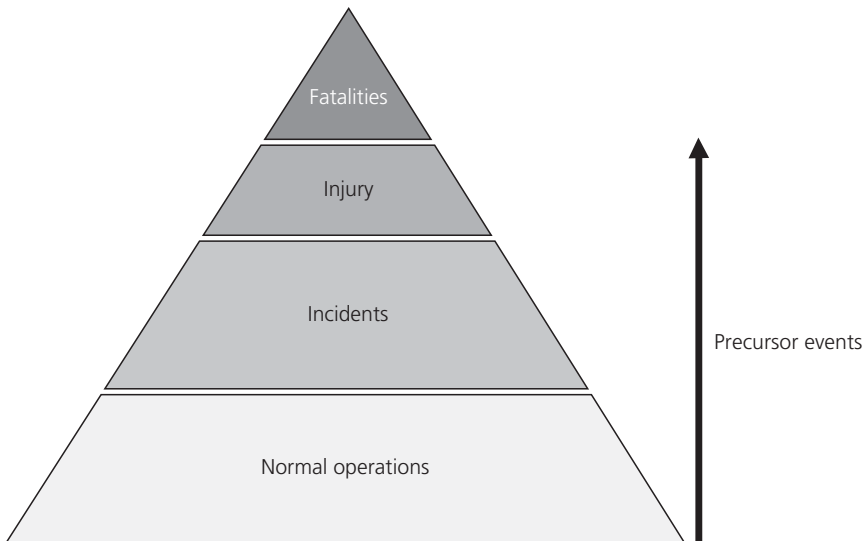 Fatalities
Injury
Incidents
Precursor events
Normal operations